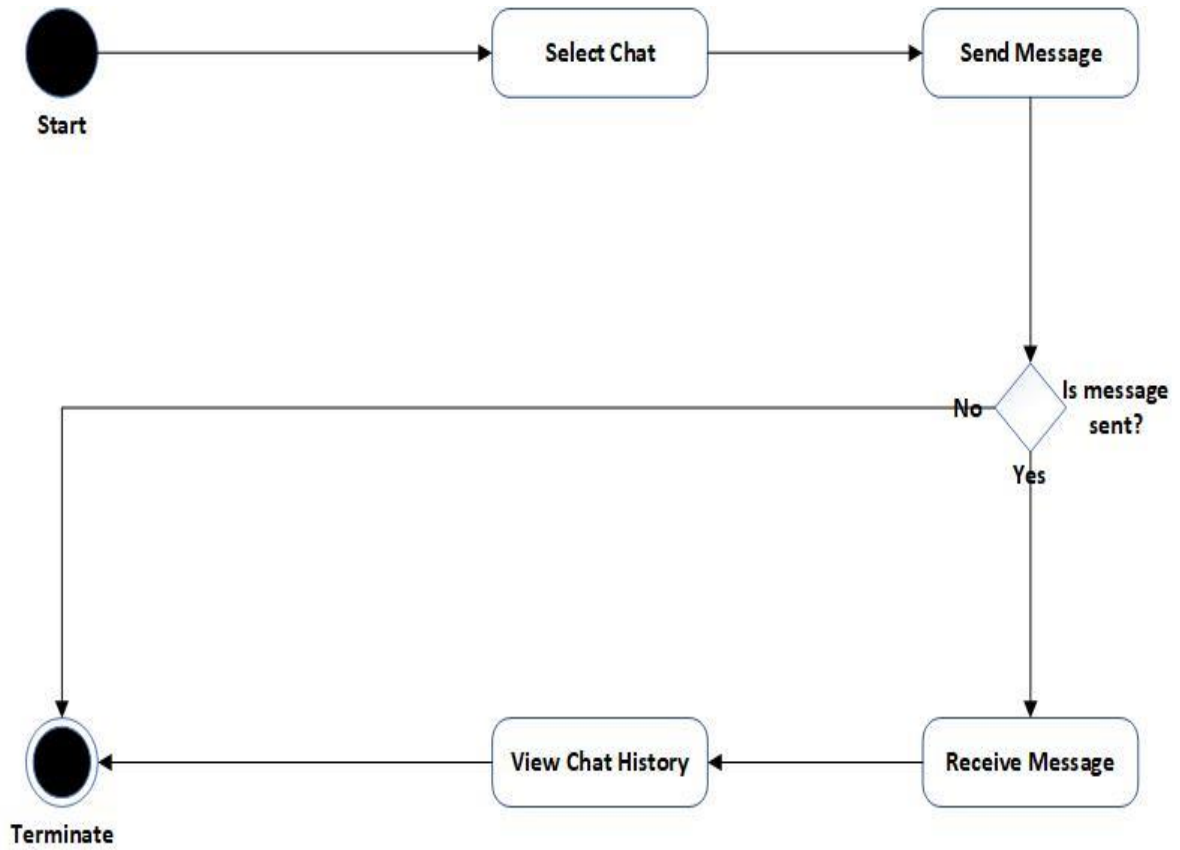 Select Chat
Send Message
Start
Is message
sent?
No
Yes
View Chat History
Receive Message
Terminate